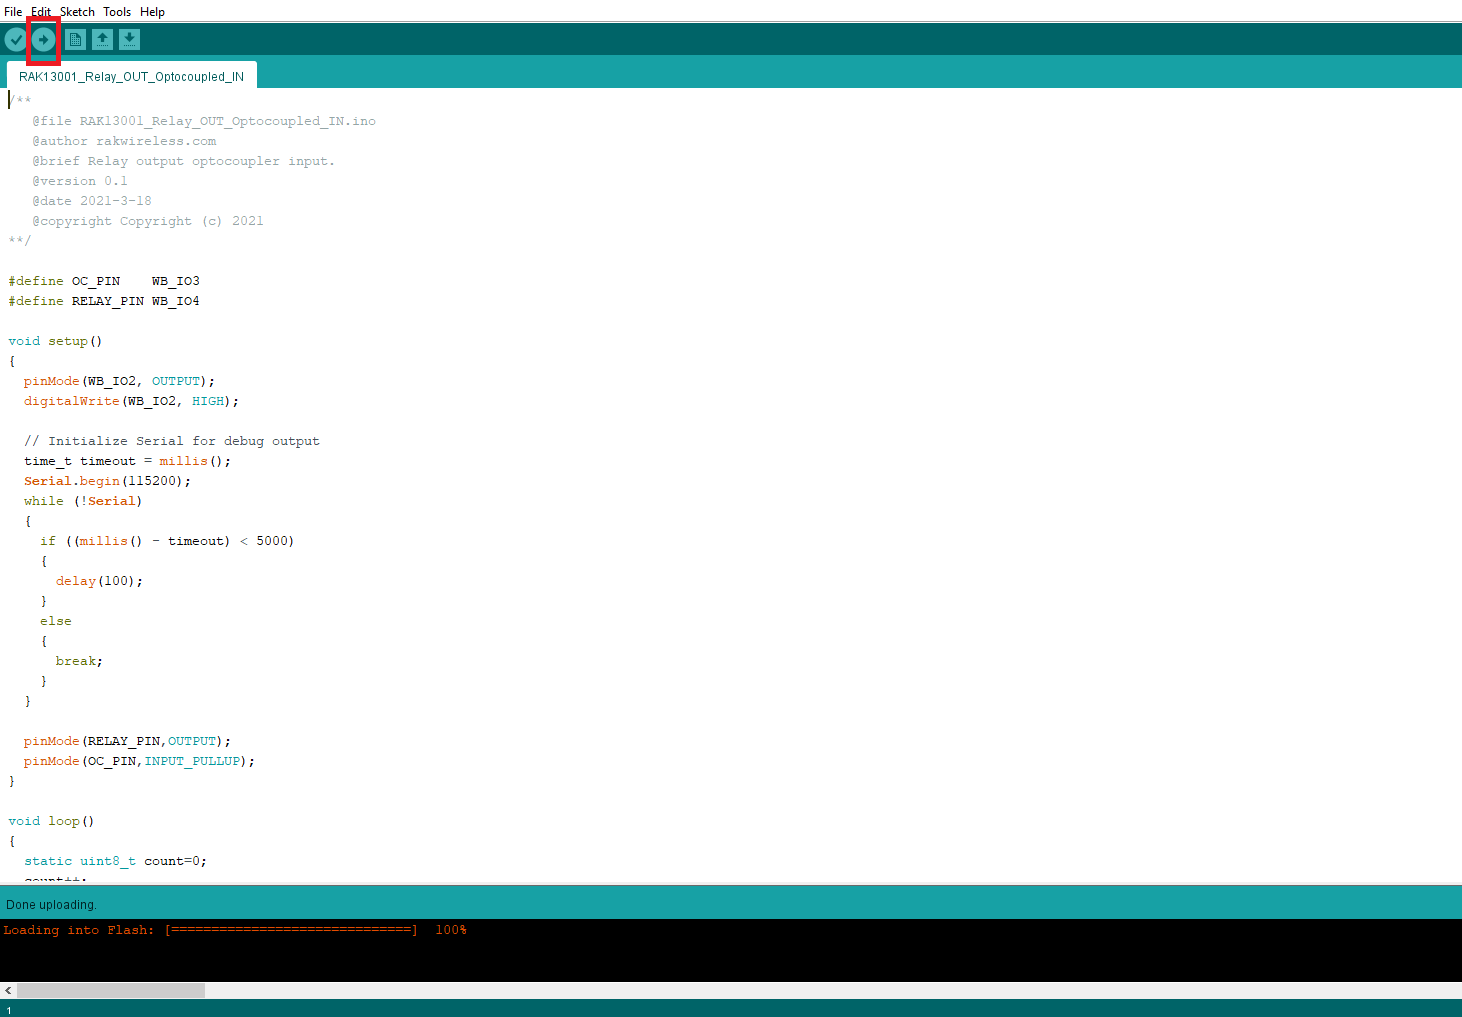 File Edit Sketch Tools Help
RAK13001_Relay_OUT_Optocoupled_IN
/**
   @file RAK13001_Relay_OUT_Optocoupled_IN.ino
   @author rakwireless.com
   @brief Relay output optocoupler input.
   @version 0.1
   @date 2021-3-18
   @copyright Copyright (c) 2021
**/
#define OC_PIN    WB_IO3
#define RELAY_PIN WB_IO4
void setup()
{
  pinMode(WB_IO2, OUTPUT);
  digitalWrite(WB_IO2, HIGH);
  // Initialize Serial for debug output
  time_t timeout = millis();
  Serial.begin(115200);
  while (!Serial)
  {
    if ((millis() - timeout) < 5000)
    {
      delay(100);
    }
    else
    {
      break;
    }
  }
  pinMode(RELAY_PIN,OUTPUT);
  pinMode(OC_PIN,INPUT_PULLUP);
}
void loop()
{
  static uint8_t count=0;
  count++;
Done uploading.
Loading into Flash: [==============================]  100%
1